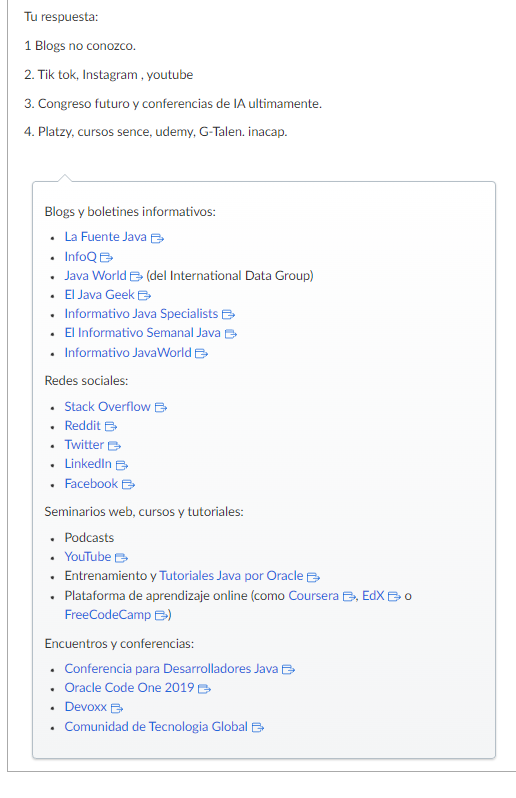 Tu respuesta:
1 Blogs no conozco.
2. Tik tok, Instagram , youtube
3. Congreso futuro y conferencias de IA ultimamente.
4. Platzy, cursos sence, udemy, G-Talen. inacap.
Blogs y boletines informativos:
• La Fuente Java
• InfoQ
• Java World (del International Data Group)
• El Java Geek
• Informativo Java Specialists
• El Informativo Semanal Java
• Informativo JavaWorld
Redes sociales:
• Stack Overflow
• Reddit
• Twitter
• LinkedIn
• Facebook
Seminarios web, cursos y tutoriales:
• Podcasts
• YouTube
• Entrenamiento y Tutoriales Java por Oracle
• Plataforma de aprendizaje online (como Coursera, EdX o
FreeCodeCamp)
Encuentros y conferencias:
• Conferencia para Desarrolladores Java
• Oracle Code One 2019
• Devoxx
• Comunidad de Tecnologia Global